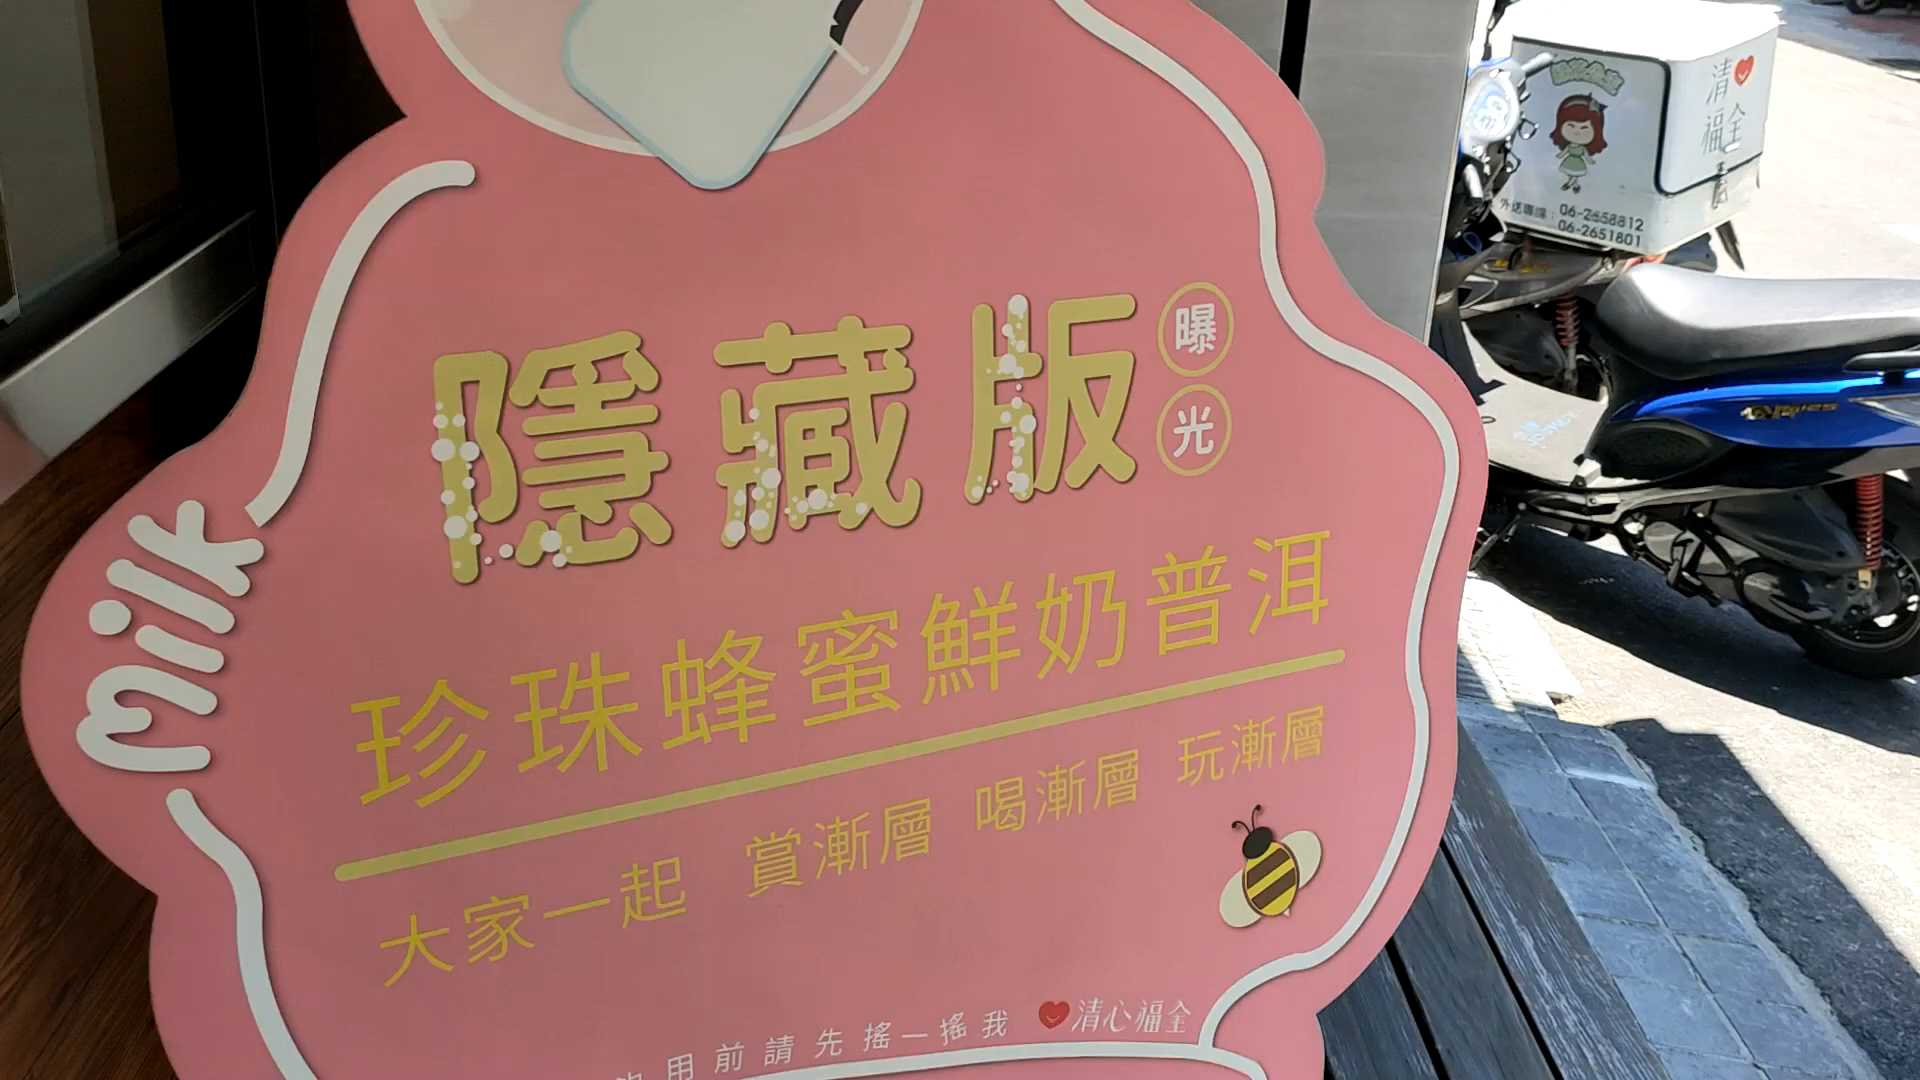 隱藏版
曝光
珍珠蜂蜜鮮奶普洱
大家一起 賞漸層 喝漸層 玩漸層
milk
用前請先搖一搖我
清心福全
清心福全
外送專線：06-2658812
06-2651801